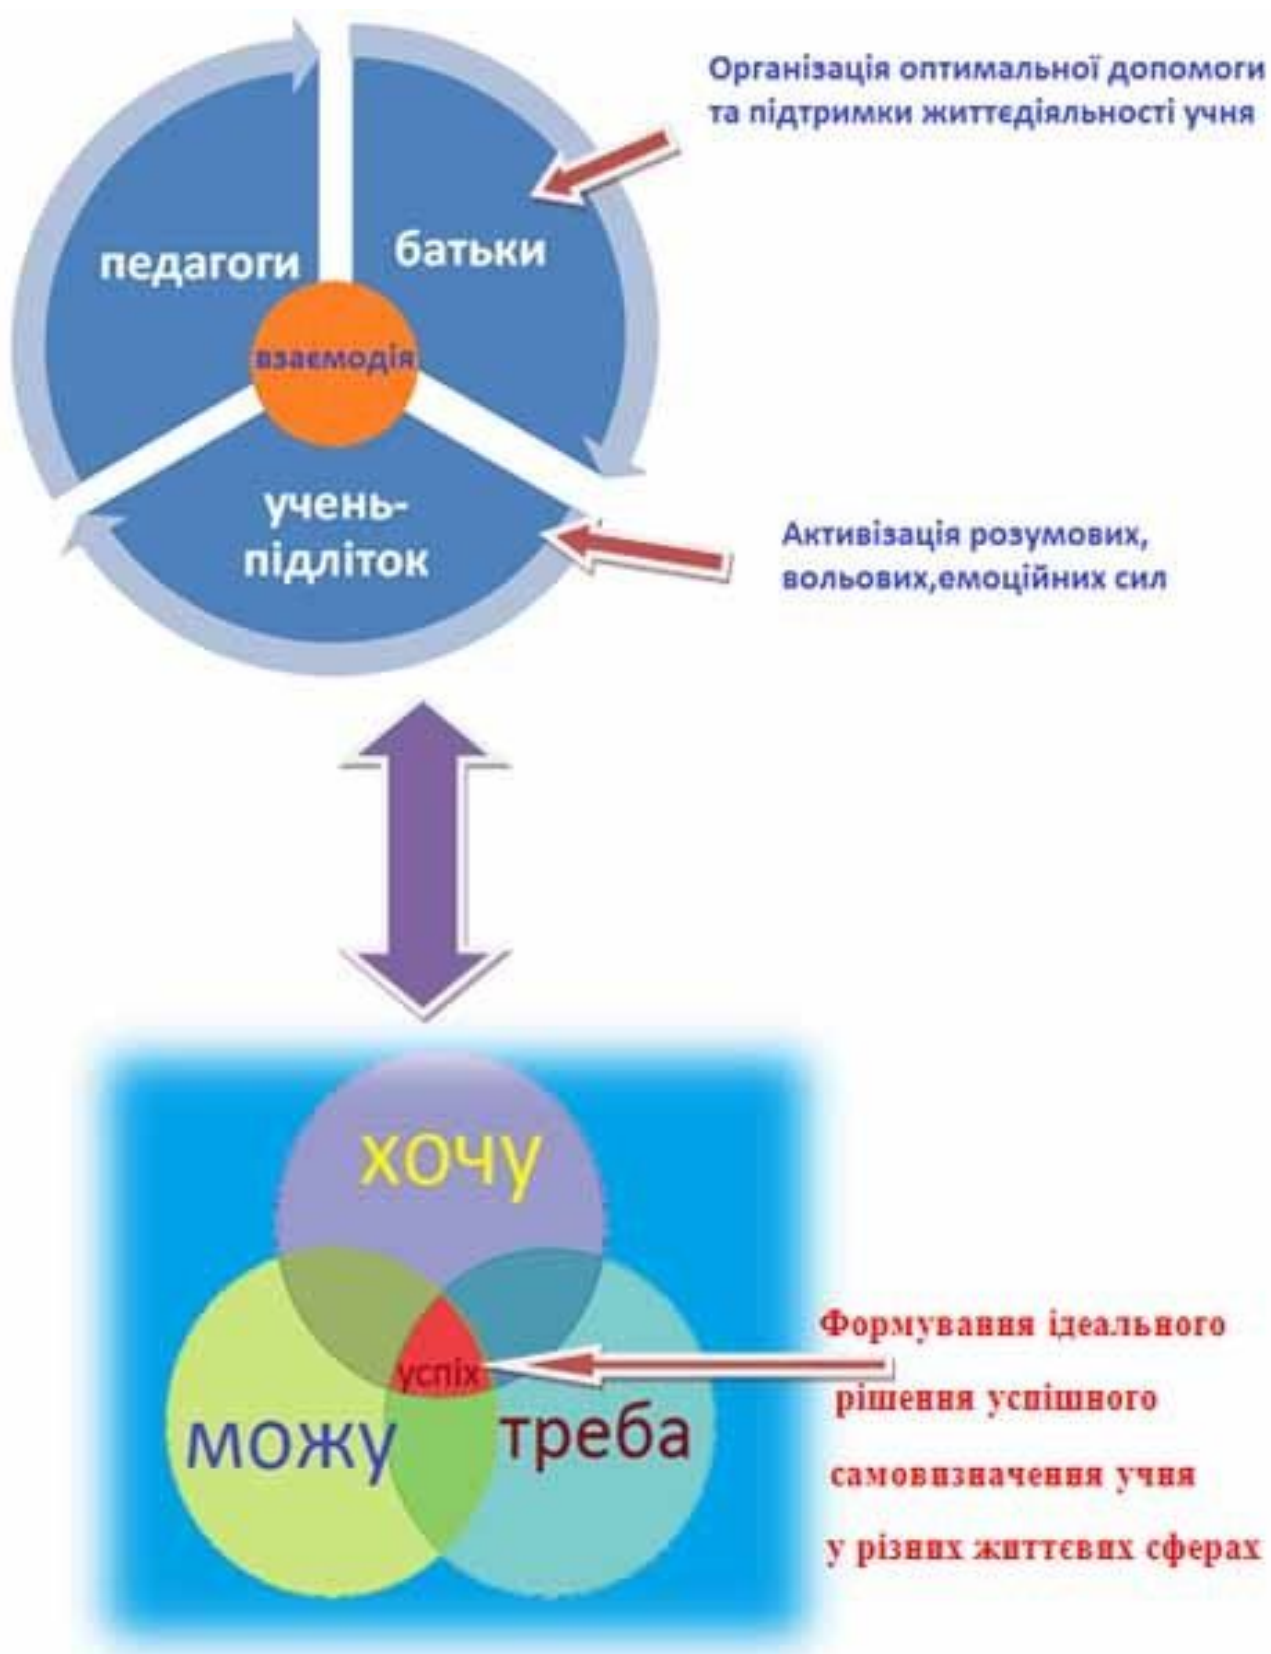 Організація оптимальної допомоги
та підтримки життєдіяльності учня
педагоги
батьки
взаємодія
учень-
підліток
Активізація розумових,
вольових,емоційних сил
хочу
успіх
можу
треба
Формування ідеального
рішення успішного
самовизначення учня
у різних життєвих сферах